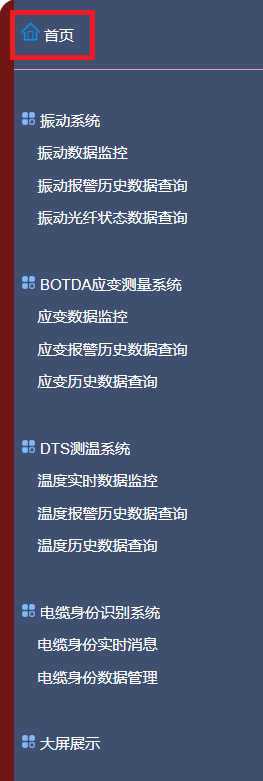 首页
振动系统
振动数据监控
振动报警历史数据查询
振动光纤状态数据查询
BOTDA应变测量系统
应变数据监控
应变报警历史数据查询
应变历史数据查询
DTS测温系统
温度实时数据监控
温度报警历史数据查询
温度历史数据查询
电缆身份识别系统
电缆身份实时消息
电缆身份数据管理
大屏展示